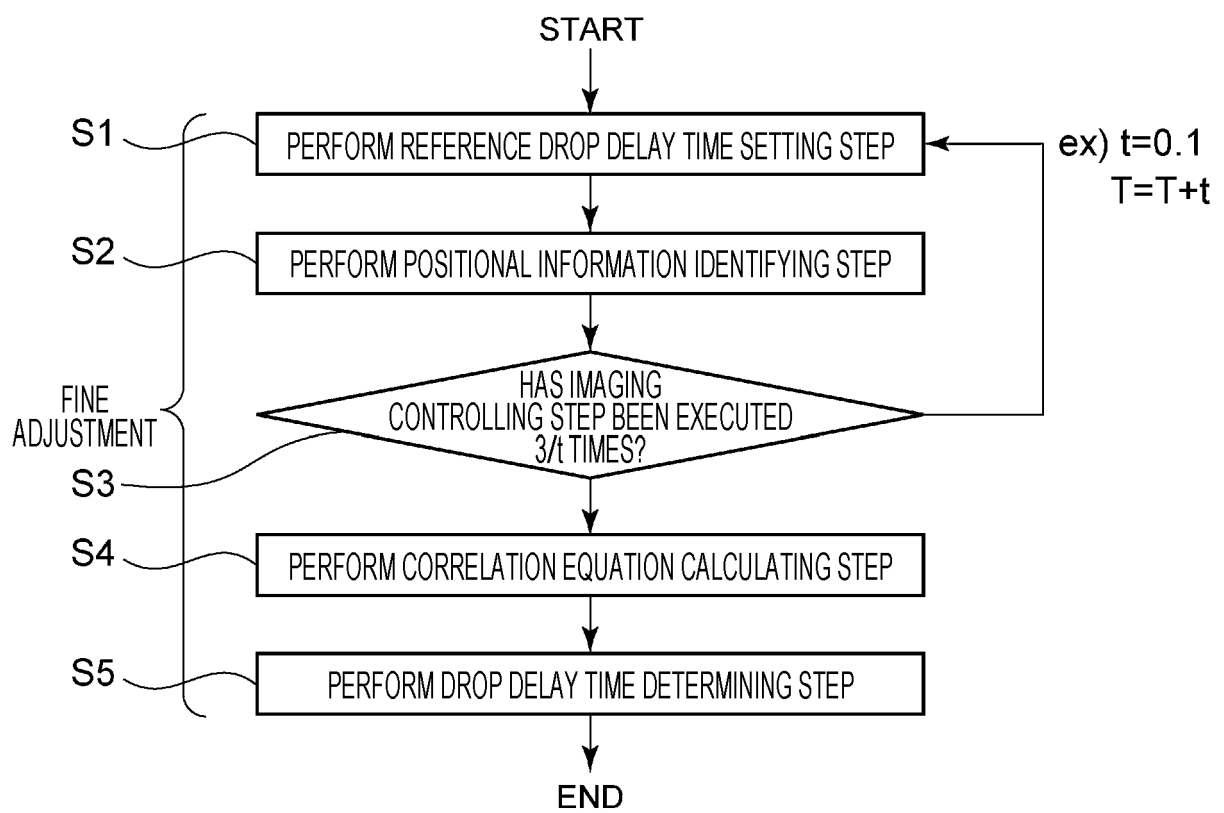 START
S1
PERFORM REFERENCE DROP DELAY TIME SETTING STEP
ex) t=0.1
T=T+t
S2
PERFORM POSITIONAL INFORMATION IDENTIFYING STEP
FINE
ADJUSTMENT
HAS IMAGING
CONTROLLING STEP BEEN EXECUTED
3/t TIMES?
S3
S4
PERFORM CORRELATION EQUATION CALCULATING STEP
S5
PERFORM DROP DELAY TIME DETERMINING STEP
END